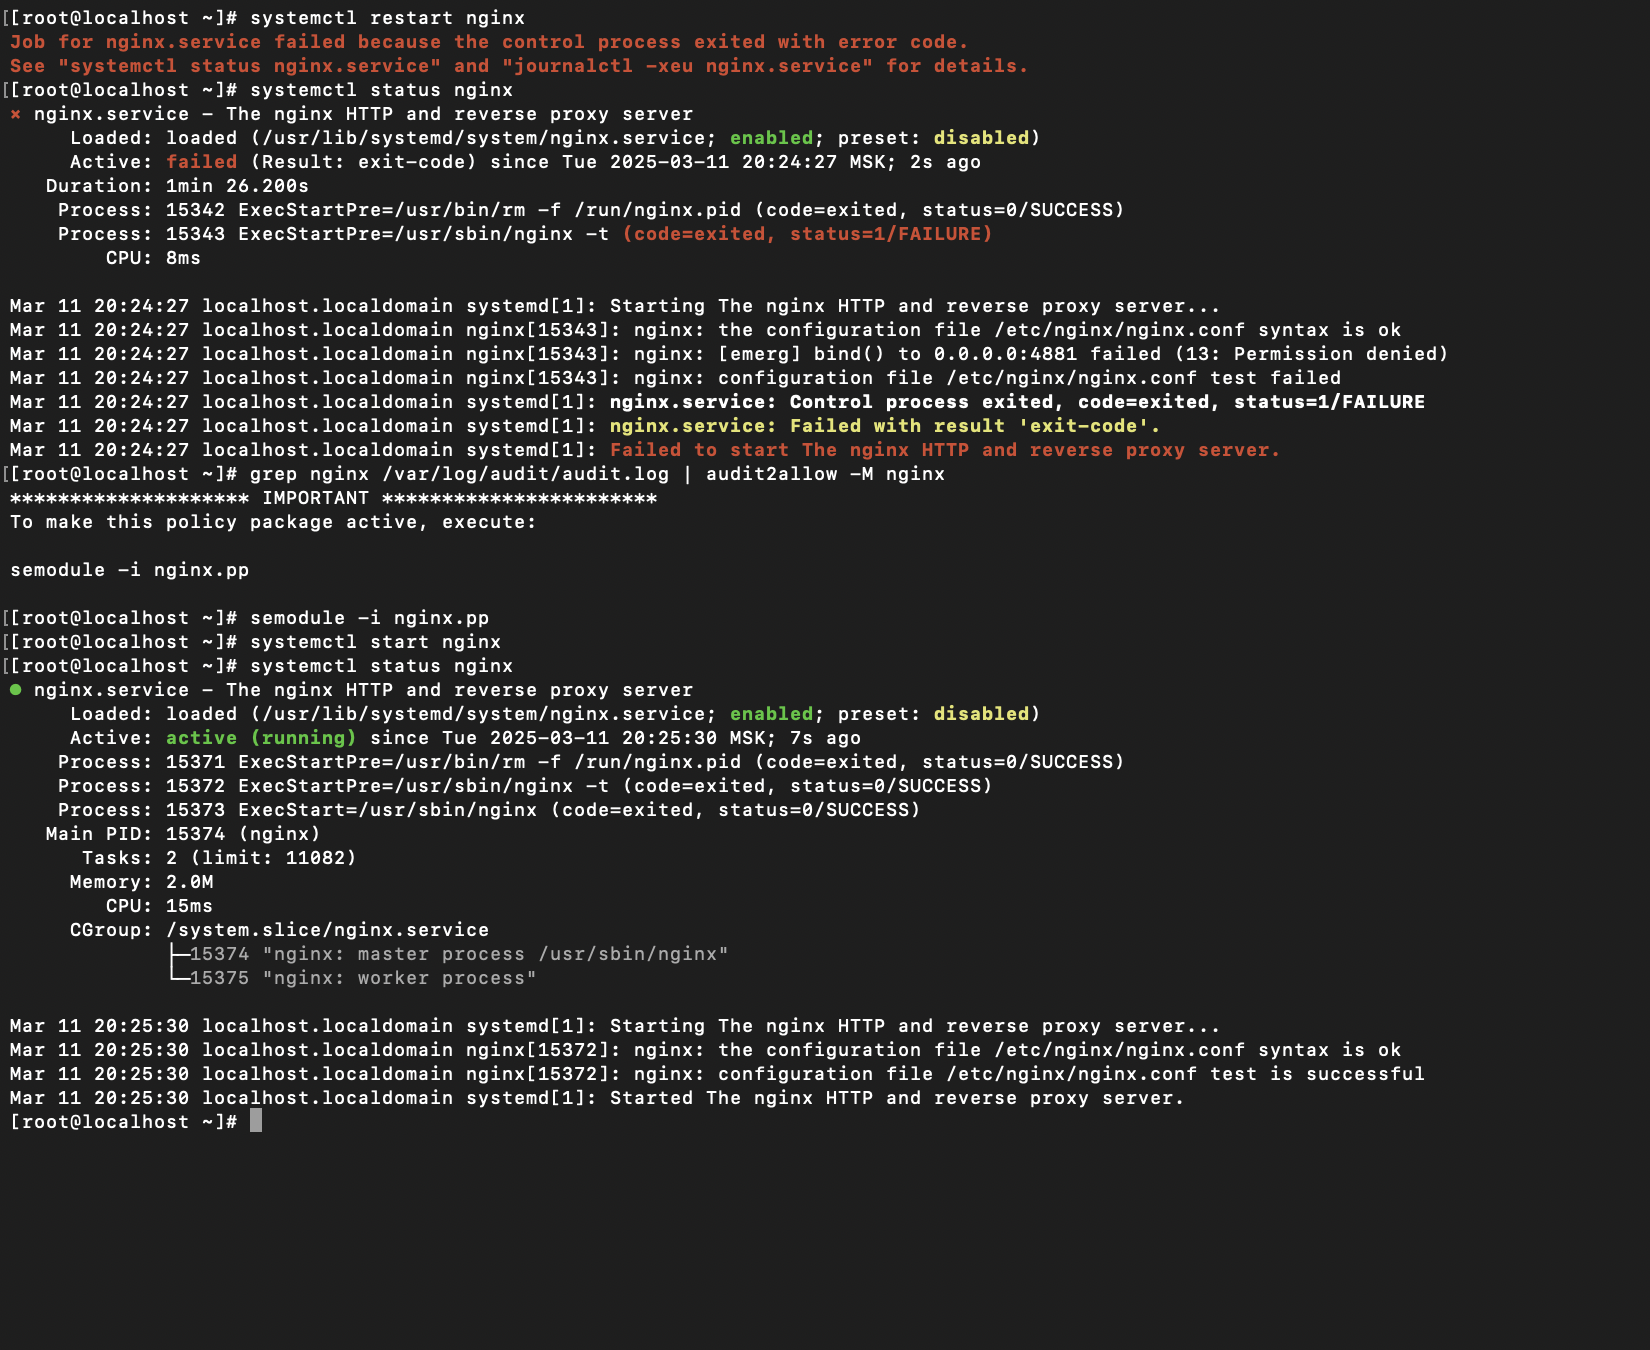 [[root@localhost ~]# systemctl restart nginx
Job for nginx.service failed because the control process exited with error code.
See "systemctl status nginx.service" and "journalctl -xeu nginx.service" for details.
[[root@localhost ~]# systemctl status nginx
× nginx.service - The nginx HTTP and reverse proxy server
     Loaded: loaded (/usr/lib/systemd/system/nginx.service; enabled; preset: disabled)
     Active: failed (Result: exit-code) since Tue 2025-03-11 20:24:27 MSK; 2s ago
   Duration: 1min 26.200s
    Process: 15342 ExecStartPre=/usr/bin/rm -f /run/nginx.pid (code=exited, status=0/SUCCESS)
    Process: 15343 ExecStartPre=/usr/sbin/nginx -t (code=exited, status=1/FAILURE)
        CPU: 8ms

Mar 11 20:24:27 localhost.localdomain systemd[1]: Starting The nginx HTTP and reverse proxy server...
Mar 11 20:24:27 localhost.localdomain nginx[15343]: nginx: the configuration file /etc/nginx/nginx.conf syntax is ok
Mar 11 20:24:27 localhost.localdomain nginx[15343]: nginx: [emerg] bind() to 0.0.0.0:4881 failed (13: Permission denied)
Mar 11 20:24:27 localhost.localdomain nginx[15343]: nginx: configuration file /etc/nginx/nginx.conf test failed
Mar 11 20:24:27 localhost.localdomain systemd[1]: nginx.service: Control process exited, code=exited, status=1/FAILURE
Mar 11 20:24:27 localhost.localdomain systemd[1]: nginx.service: Failed with result 'exit-code'.
Mar 11 20:24:27 localhost.localdomain systemd[1]: Failed to start The nginx HTTP and reverse proxy server.
[[root@localhost ~]# grep nginx /var/log/audit/audit.log | audit2allow -M nginx
******************** IMPORTANT ***********************
To make this policy package active, execute:

semodule -i nginx.pp

[[root@localhost ~]# semodule -i nginx.pp
[[root@localhost ~]# systemctl start nginx
[[root@localhost ~]# systemctl status nginx
● nginx.service - The nginx HTTP and reverse proxy server
     Loaded: loaded (/usr/lib/systemd/system/nginx.service; enabled; preset: disabled)
     Active: active (running) since Tue 2025-03-11 20:25:30 MSK; 7s ago
    Process: 15371 ExecStartPre=/usr/bin/rm -f /run/nginx.pid (code=exited, status=0/SUCCESS)
    Process: 15372 ExecStartPre=/usr/sbin/nginx -t (code=exited, status=0/SUCCESS)
    Process: 15373 ExecStart=/usr/sbin/nginx (code=exited, status=0/SUCCESS)
   Main PID: 15374 (nginx)
      Tasks: 2 (limit: 11082)
     Memory: 2.0M
        CPU: 15ms
     CGroup: /system.slice/nginx.service
             ├─15374 "nginx: master process /usr/sbin/nginx"
             └─15375 "nginx: worker process"

Mar 11 20:25:30 localhost.localdomain systemd[1]: Starting The nginx HTTP and reverse proxy server...
Mar 11 20:25:30 localhost.localdomain nginx[15372]: nginx: the configuration file /etc/nginx/nginx.conf syntax is ok
Mar 11 20:25:30 localhost.localdomain nginx[15372]: nginx: configuration file /etc/nginx/nginx.conf test is successful
Mar 11 20:25:30 localhost.localdomain systemd[1]: Started The nginx HTTP and reverse proxy server.
[root@localhost ~]#